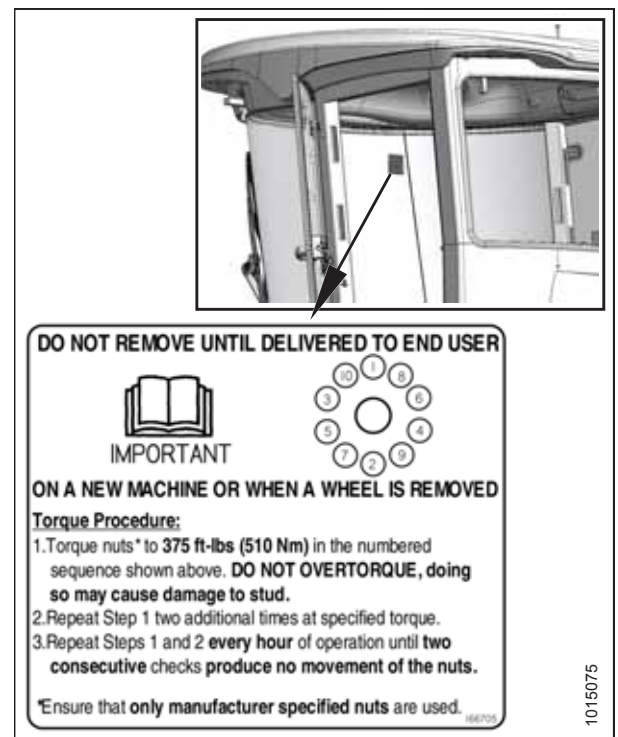 DO NOT REMOVE UNTIL DELIVERED TO END USER
10 1 8
3 6
5 4
7 2 9
IMPORTANT
ON A NEW MACHINE OR WHEN A WHEEL IS REMOVED
Torque Procedure:
1.Torque nuts* to 375 ft-lbs (510 Nm) in the numbered
sequence shown above. DO NOT OVERTORQUE, doing
so may cause damage to stud.
2.Repeat Step 1 two additional times at specified torque.
3.Repeat Steps 1 and 2 every hour of operation until two
consecutive checks produce no movement of the nuts.
*Ensure that only manufacturer specified nuts are used.
166705
1015075